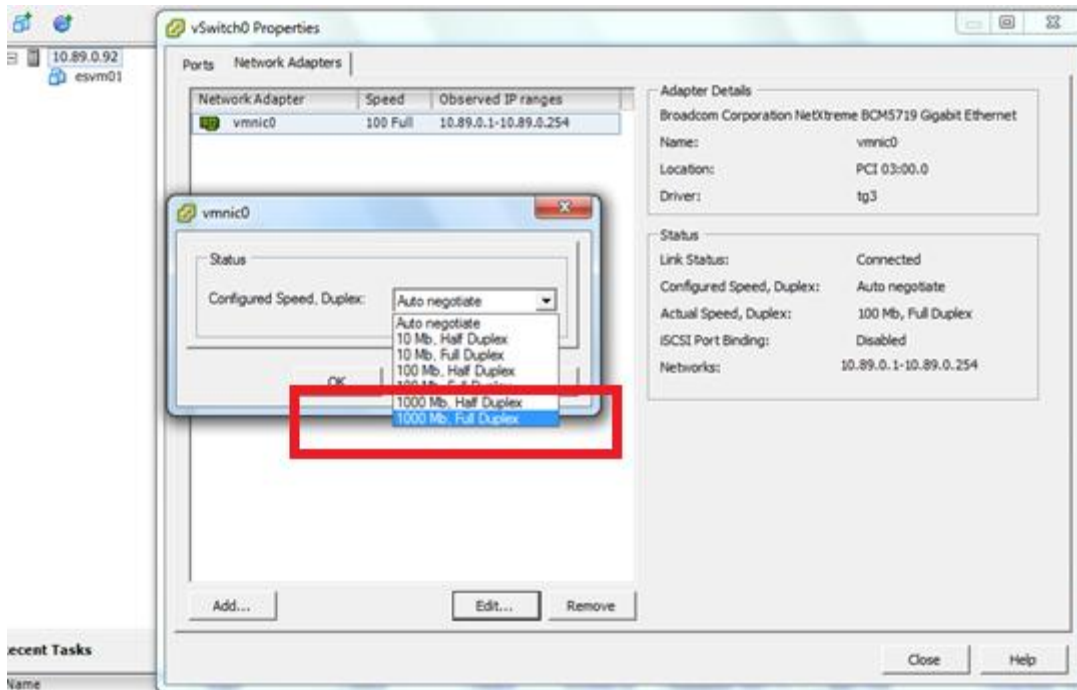 vSwitch0 Properties
10.89.0.92
esvm01
Ports Network Adapters
Network Adapter Speed Observed IP ranges
vmnic0 100 Full 10.89.0.1-10.89.0.254
Adapter Details
Broadcom Corporation NetXtreme BCM5719 Gigabit Ethernet
Name: vmnic0
Location: PCI 03:00.0
Driver: tg3
Status
Link Status: Connected
Configured Speed, Duplex: Auto negotiate
Actual Speed, Duplex: 100 Mb, Full Duplex
iSCSI Port Binding: Disabled
Networks: 10.89.0.1-10.89.0.254
vmnic0
Status
Configured Speed, Duplex: Auto negotiate
Auto negotiate
10 Mb, Half Duplex
10 Mb, Full Duplex
100 Mb, Half Duplex
100 Mb, Full Duplex
1000 Mb, Half Duplex
1000 Mb, Full Duplex
OK
Add... Edit... Remove
Close Help
ecent Tasks
Name